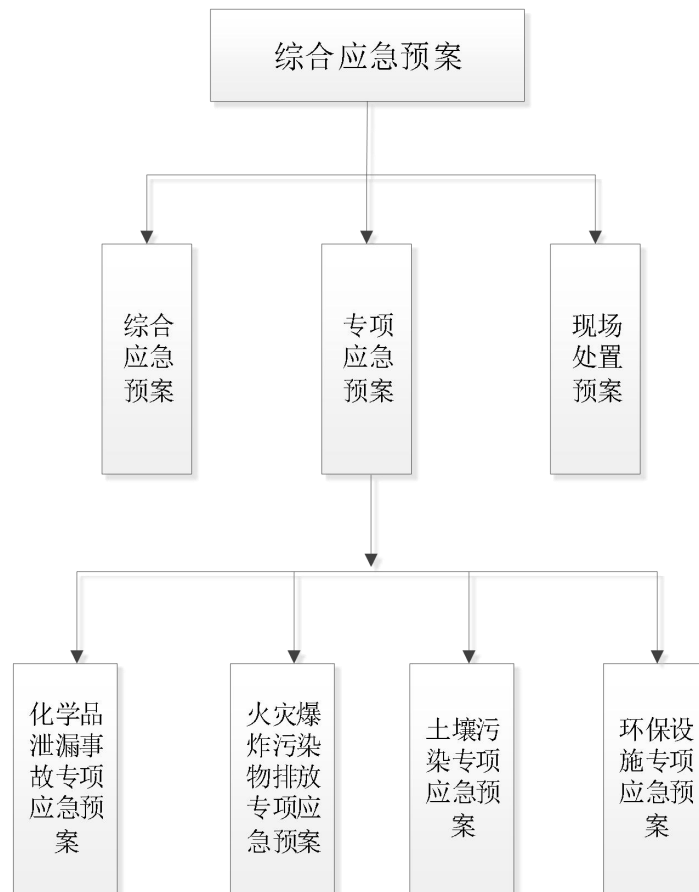 综合应急预案
综合
应急
预案
专项
应急
预案
现场
处置
预案
化学品
泄漏事
故专项
应急预
案
火灾爆
炸污染
物排放
专项应
急预案
土壤污
染专项
应急预
案
环保设
施专项
应急预
案